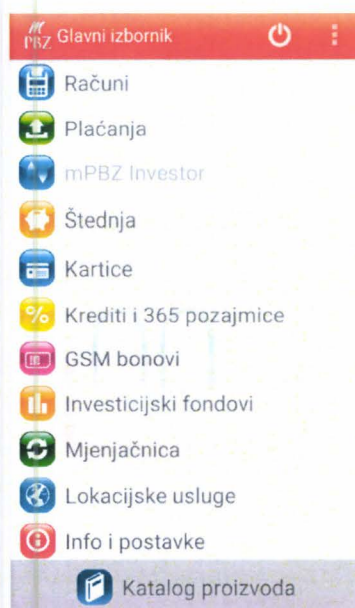 m
PBZ Glavni izbornik
Računi
Plaćanja
mPBZ Investor
Štednja
Kartice
Krediti i 365 pozajmice
GSM bonovi
Investicijski fondovi
Mjenjačnica
Lokacijske usluge
Info i postavke
Katalog proizvoda